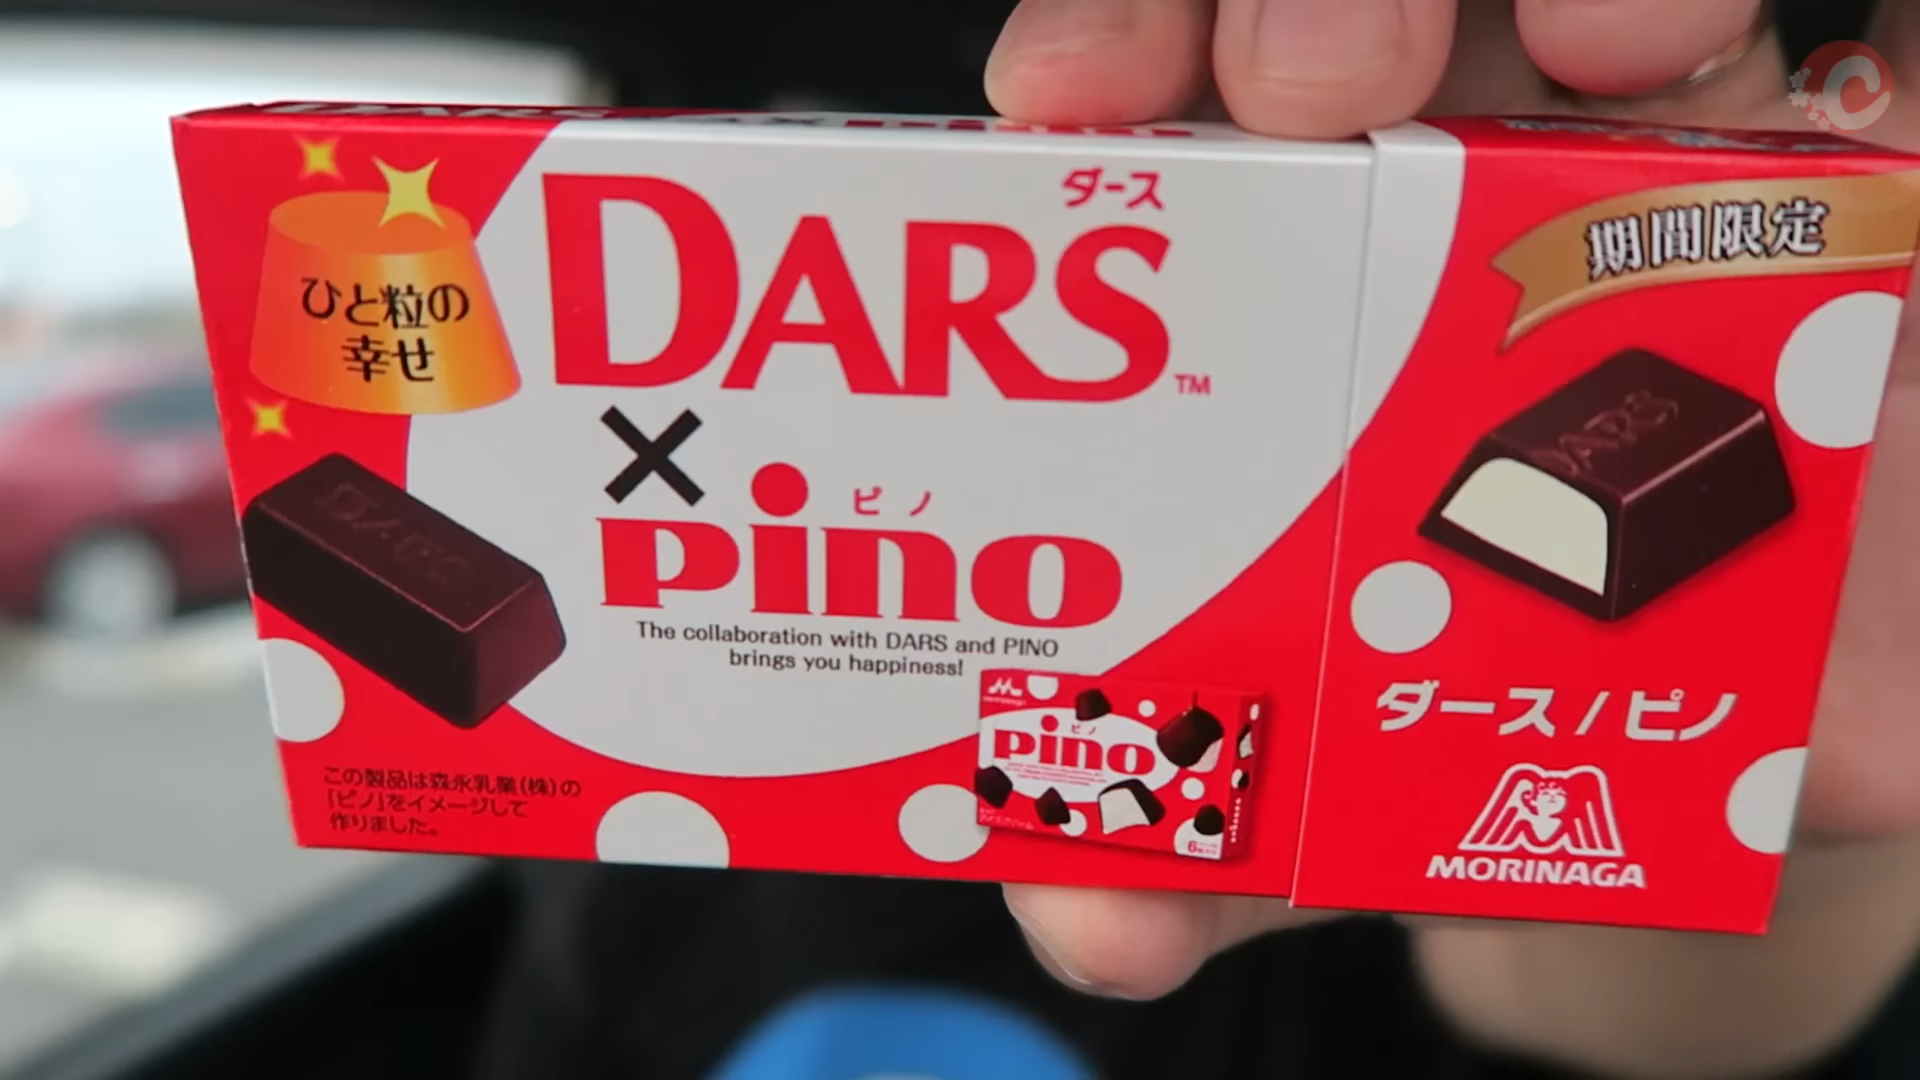 ひと粒の
幸せ
ダース
DARS™
×
ピノ
pino
The collaboration with DARS and PINO
brings you happiness!
この製品は森永乳業(株)の
「ピノ」をイメージして
作りました。
ピノ
pino
期間限定
DARS
ダース/ピノ
MORINAGA
DARS